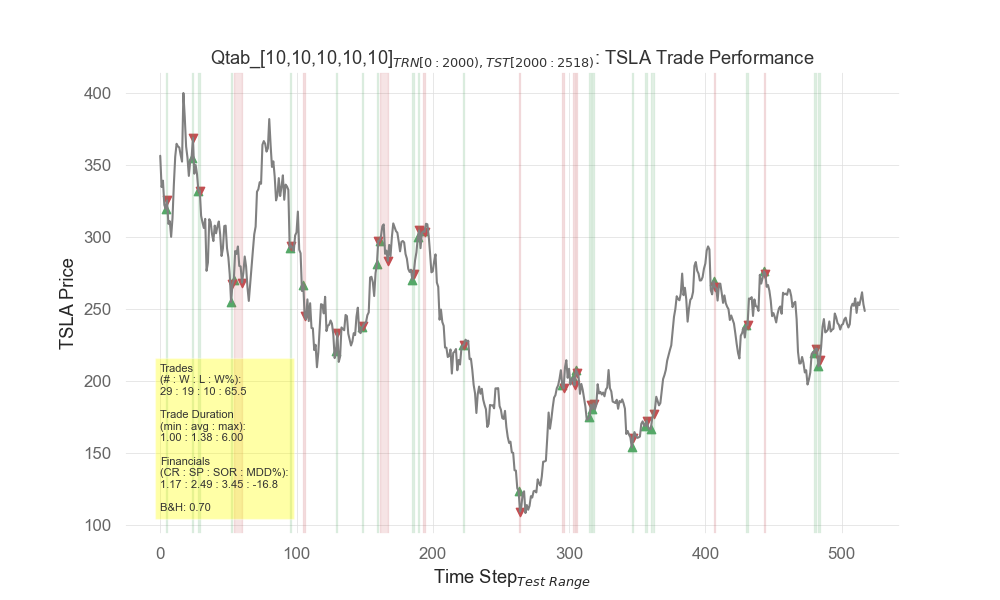 Qtab_[10,10,10,10,10]TRN[0 : 2000), TST[2000 : 2518): TSLA Trade Performance
400
350
300
250
200
150
100
TSLA Price
Trades
(# : W : L : W%):
29 : 19 : 10 : 65.5
Trade Duration
(min : avg : max):
1.00 : 1.38 : 6.00
Financials
(CR : SP : SOR : MDD%):
1.17 : 2.49 : 3.45 : -16.8
B&H: 0.70
0 100 200 300 400 500
Time StepTest Range